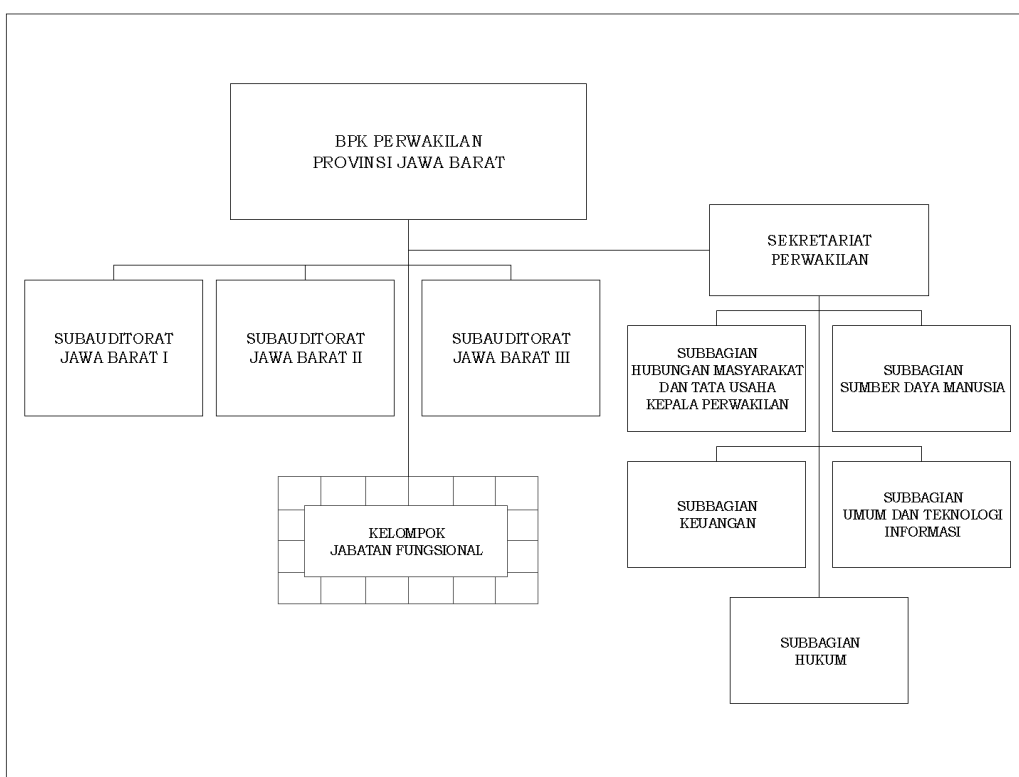 BPK PERWAKILAN
PROVINSI JAWA BARAT
SEKRETARIAT
PERWAKILAN
SUBAUDITORAT
JAWA BARAT I
SUBAUDITORAT
JAWA BARAT II
SUBAUDITORAT
JAWA BARAT III
SUBBAGIAN
HUBUNGAN MASYARAKAT
DAN TATA USAHA
KEPALA PERWAKILAN
SUBBAGIAN
SUMBER DAYA MANUSIA
SUBBAGIAN
KEUANGAN
SUBBAGIAN
UMUM DAN TEKNOLOGI
INFORMASI
KELOMPOK
JABATAN FUNGSIONAL
SUBBAGIAN
HUKUM